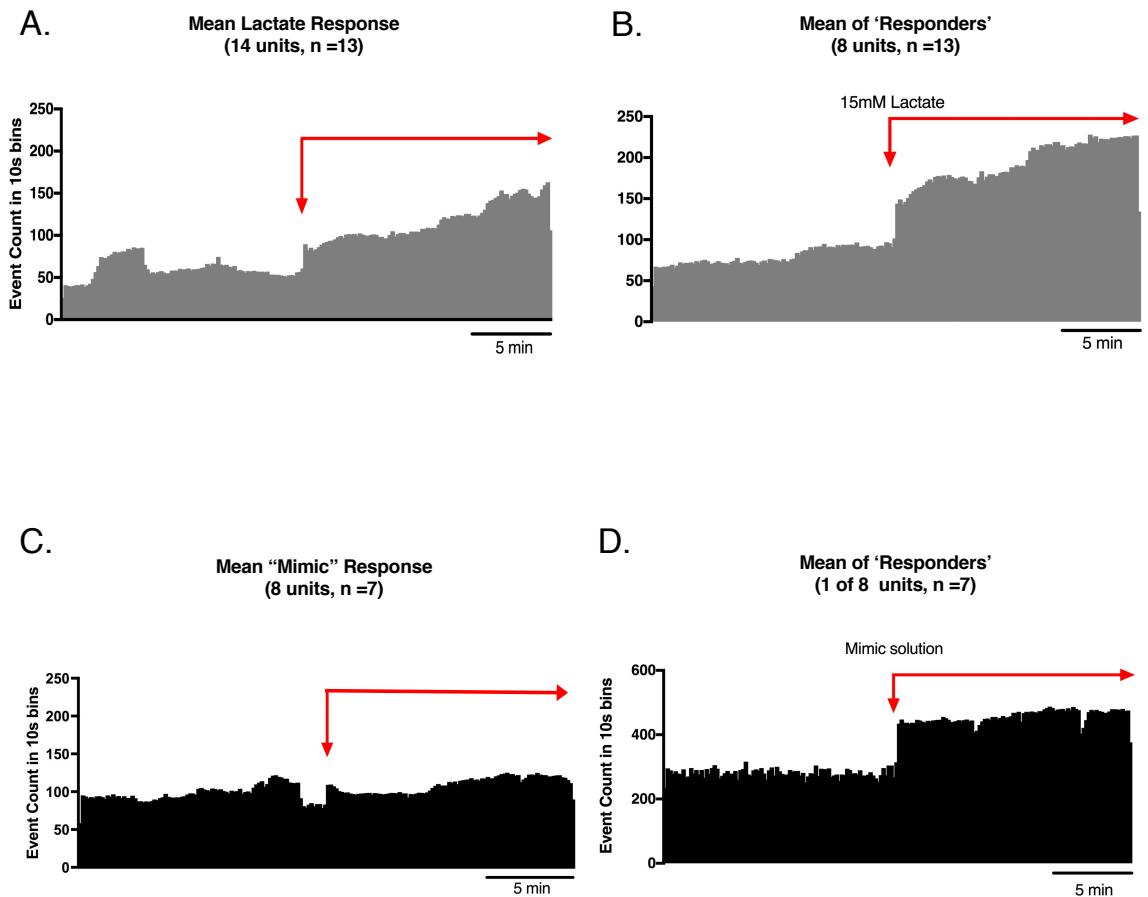 A.
Mean Lactate Response
(14 units, n =13)
Event Count in 10s bins
250
200
150
100
50
0
5 min
B.
Mean of ‘Responders’
(8 units, n =13)
15mM Lactate
250
200
150
100
50
0
5 min
C.
Mean “Mimic” Response
(8 units, n =7)
Event Count in 10s bins
250
200
150
100
50
0
5 min
D.
Mean of ‘Responders’
(1 of 8 units, n =7)
Mimic solution
Event Count in 10s bins
600
400
200
0
5 min